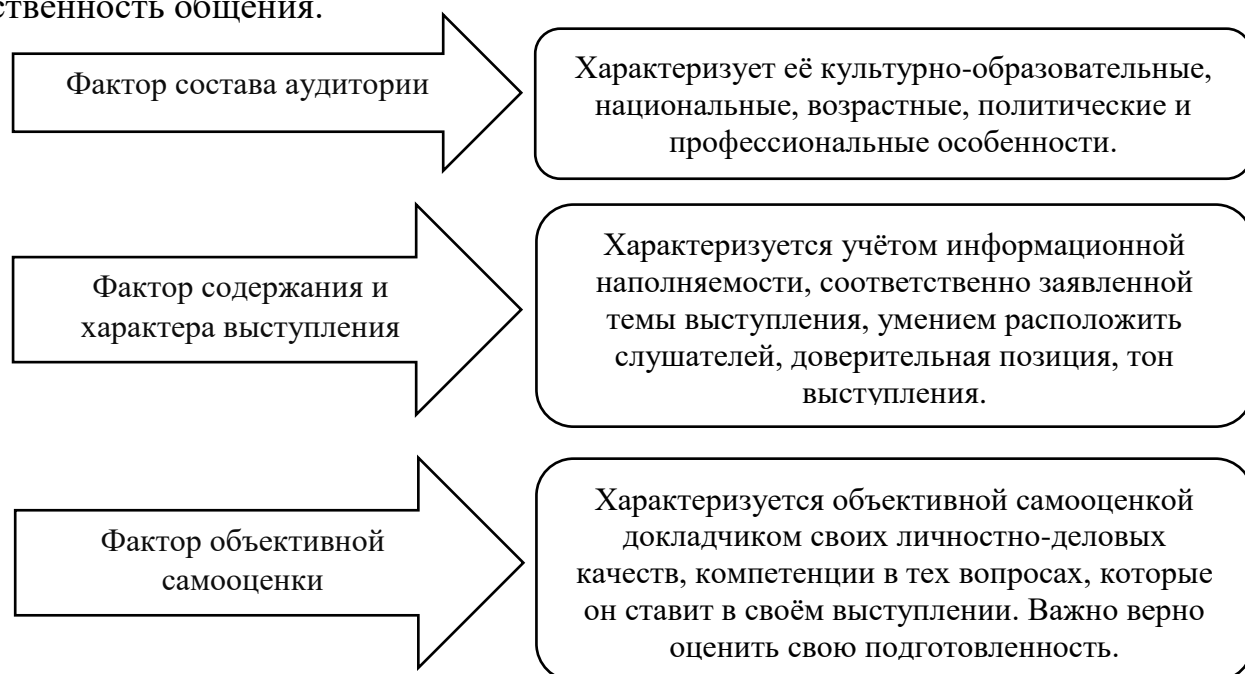 ственность общения.
Фактор состава аудитории
Характеризует её культурно-образовательные,
национальные, возрастные, политические и
профессиональные особенности.
Фактор содержания и
характера выступления
Характеризуется учётом информационной
наполняемости, соответственно заявленной
темы выступления, умением расположить
слушателей, доверительная позиция, тон
выступления.
Фактор объективной
самооценки
Характеризуется объективной самооценкой
докладчиком своих личностно-деловых
качеств, компетенции в тех вопросах, которые
он ставит в своём выступлении. Важно верно
оценить свою подготовленность.